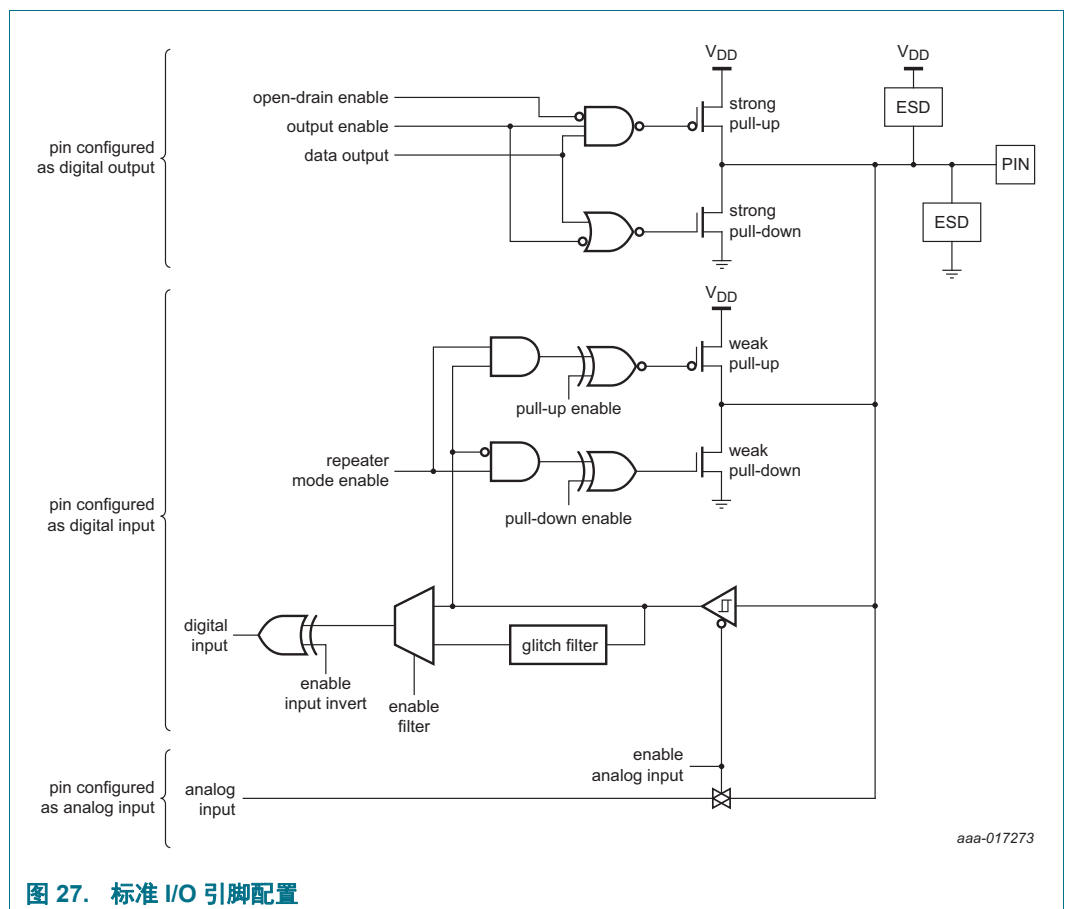 V_DD
V_DD
open-drain enable
output enable
data output
strong
pull-up
ESD
PIN
pin configured
as digital output
strong
pull-down
ESD
V_DD
weak
pull-up
pull-up enable
repeater
mode enable
weak
pull-down
pull-down enable
pin configured
as digital input
digital
input
glitch filter
enable
input invert
enable
filter
enable
analog input
pin configured
as analog input
analog
input
aaa-017273
图 27. 标准 I/O 引脚配置